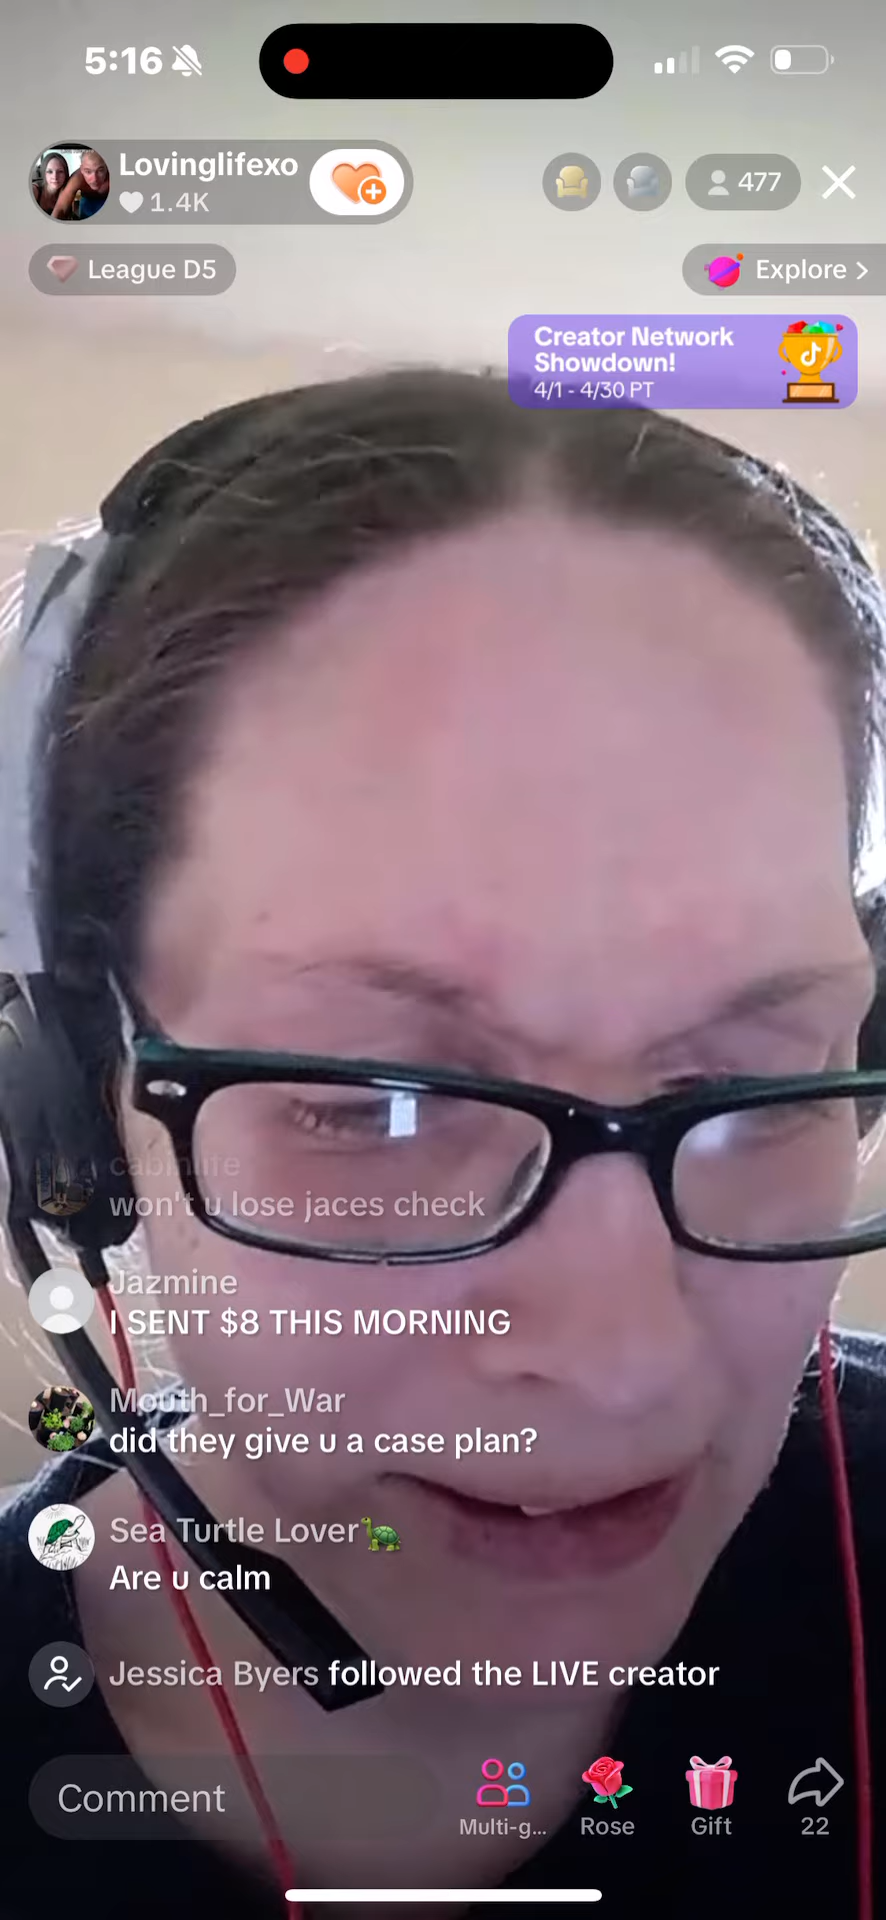 5:16
Lovinglifexo
1.4K
477
League D5
Explore >
Creator Network
Showdown!
4/1 - 4/30 PT
cabinlife
won't u lose jaces check
Jazmine
I SENT $8 THIS MORNING
Mouth_for_War
did they give u a case plan?
Sea Turtle Lover🐢
Are u calm
Jessica Byers followed the LIVE creator
Comment
Multi-g...
Rose
Gift
22